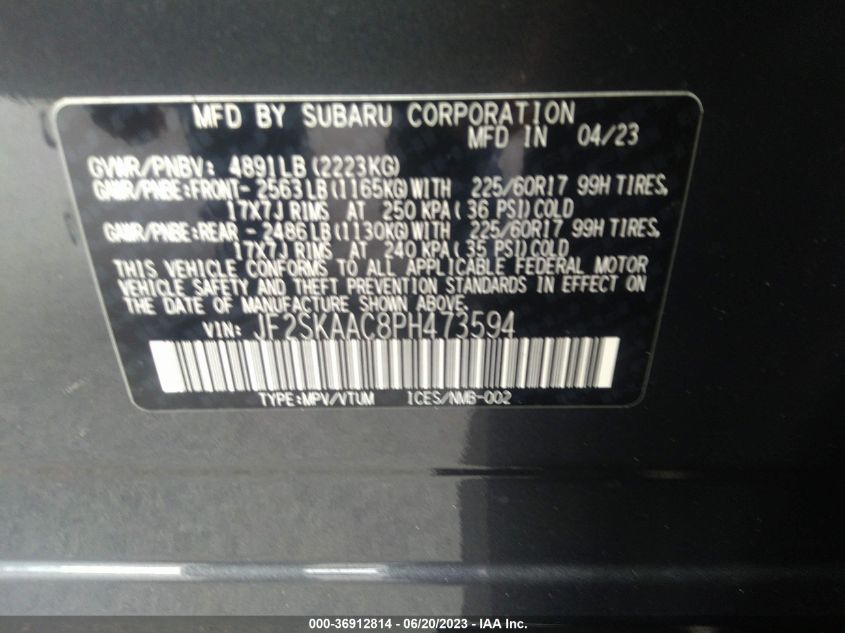 MFD BY SUBARU CORPORATION
MFD IN 04/23
GVWR/PNBV: 4891LB (2223KG)
GAWR/PNBE:FRONT- 2563LB (1165KG) WITH 225/60R17 99H TIRES,
17X7J RIMS AT 250 KPA ( 36 PSI) COLD
GAWR/PNBE:REAR - 2486LB (1130KG) WITH 225/60R17 99H TIRES,
17X7J RIMS AT 240 KPA ( 35 PSI) COLD
THIS VEHICLE CONFORMS TO ALL APPLICABLE FEDERAL MOTOR
VEHICLE SAFETY AND THEFT PREVENTION STANDARDS IN EFFECT ON
THE DATE OF MANUFACTURE SHOWN ABOVE.
VIN: JF2SKAAC8PH473594
TYPE:MPV/VTUM ICES/NMB-002
000-36912814 - 06/20/2023 - IAA Inc.